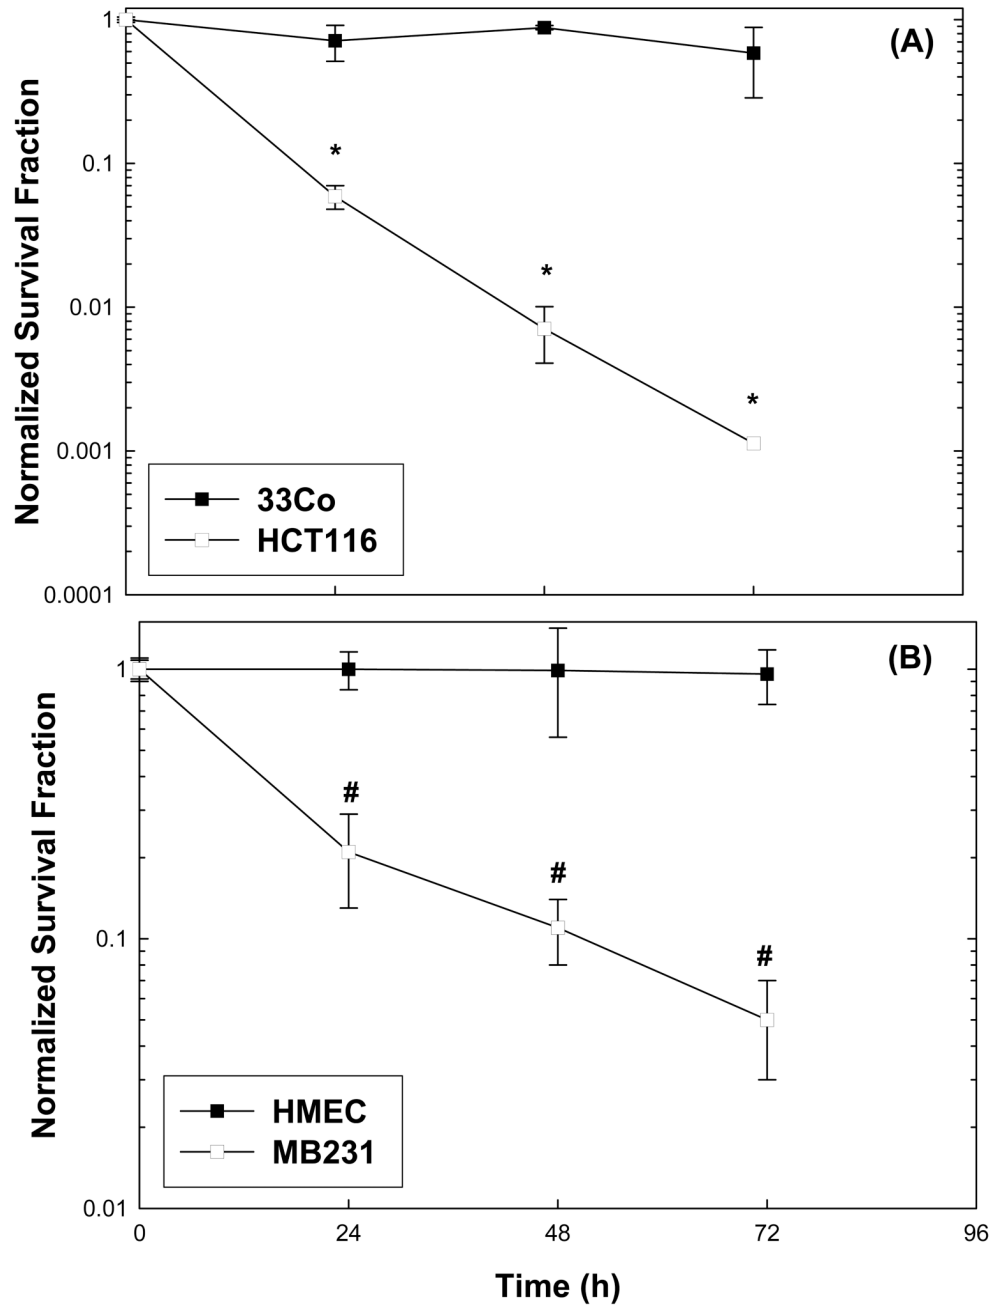 (A)
Normalized Survival Fraction
1
0.1
0.01
0.001
0.0001
*
*
*
33Co
HCT116
(B)
Normalized Survival Fraction
1
0.1
0.01
#
#
#
HMEC
MB231
0 24 48 72 96
Time (h)